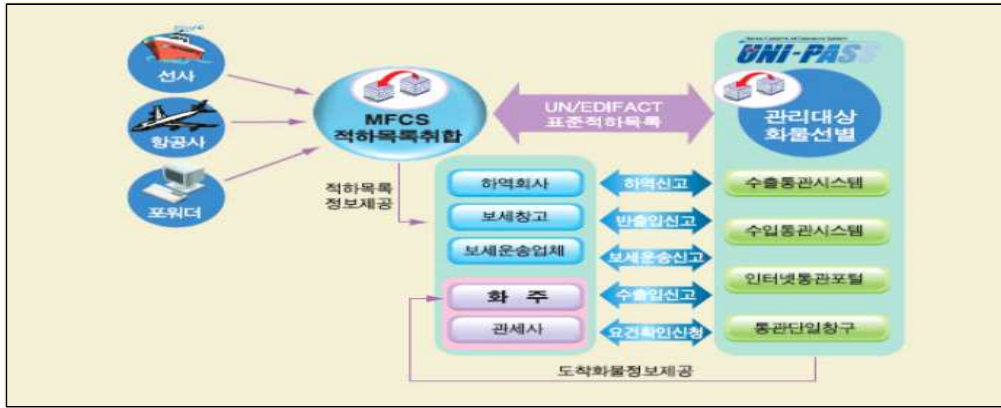 선사
항공사
포워더
MFCS
적하목록취합
UN/EDIFACT
표준적하목록
UNI-PASS
관리대상
화물선별
적하목록
정보제공
하역회사
보세창고
보세운송업체
화 주
관세사
하역신고
반출입신고
보세운송신고
수출입신고
요건확인신청
수출통관시스템
수입통관시스템
인터넷통관포털
통관단일창구
도착화물정보제공